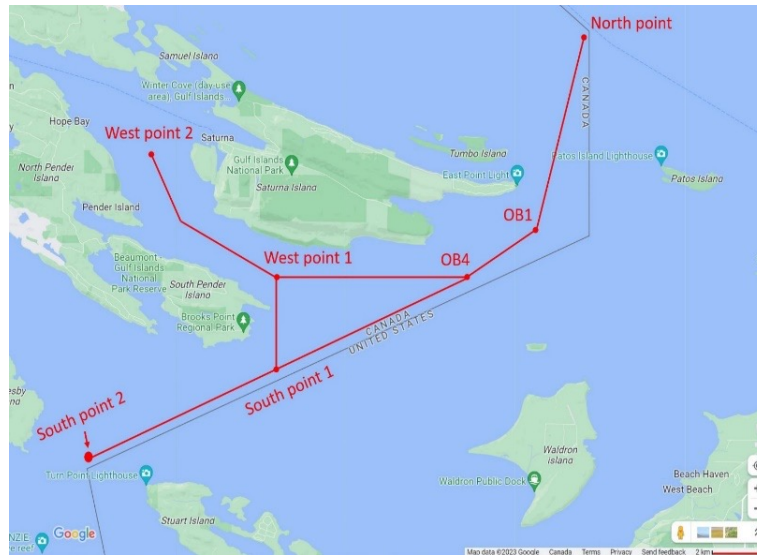 North point
Samuel Island
Winter Cove (day use
area), Gulf Islands...
CANADA
Hope Bay
West point 2
Saturna
Gulf Islands
National Park
Saturna Island
North Pender
Island
Tumbo Island
East Point Light
Patos Island Lighthouse
Patos Island
Pender Island
OB1
West point 1
OB4
Beaumont -
Gulf Islands
National
Park Reserve
South Pender
Island
Brooks Point
Regional Park
CANADA
UNITED STATES
South point 1
South point 2
Turn Point Lighthouse
Waldron
Island
Waldron Public Dock
Beach Haven
West Beach
Stuart Island
Google
Map data ©2023 Google Canada Terms Privacy Send feedback 2 km